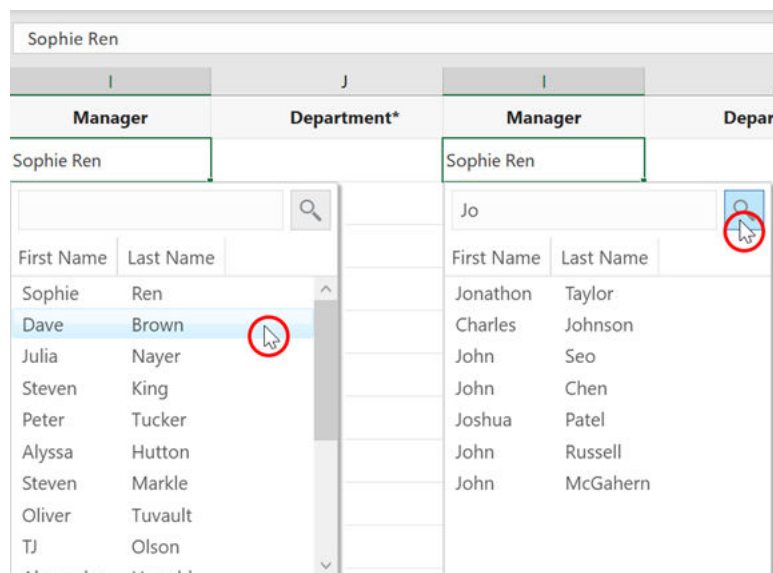 Sophie Ren
I J I
Manager Department* Manager Depar
Sophie Ren Sophie Ren
Jo
First Name Last Name First Name Last Name
Sophie Ren Jonathon Taylor
Dave Brown Charles Johnson
Julia Nayer John Seo
Steven King John Chen
Peter Tucker Joshua Patel
Alyssa Hutton John Russell
Steven Markle John McGahern
Oliver Tuvault
TJ Olson